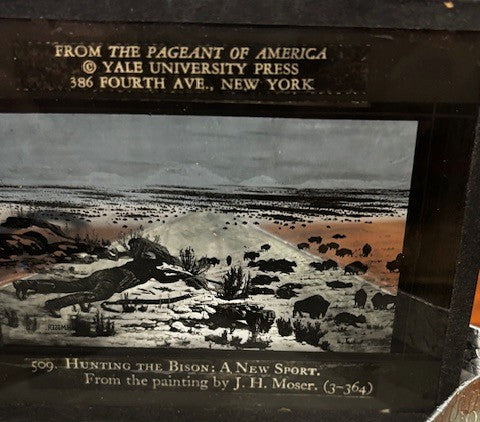 FROM THE PAGEANT OF AMERICA
© YALE UNIVERSITY PRESS
386 FOURTH AVE., NEW YORK
509. HUNTING THE BISON: A NEW SPORT.
From the painting by J. H. Moser. (3-364)